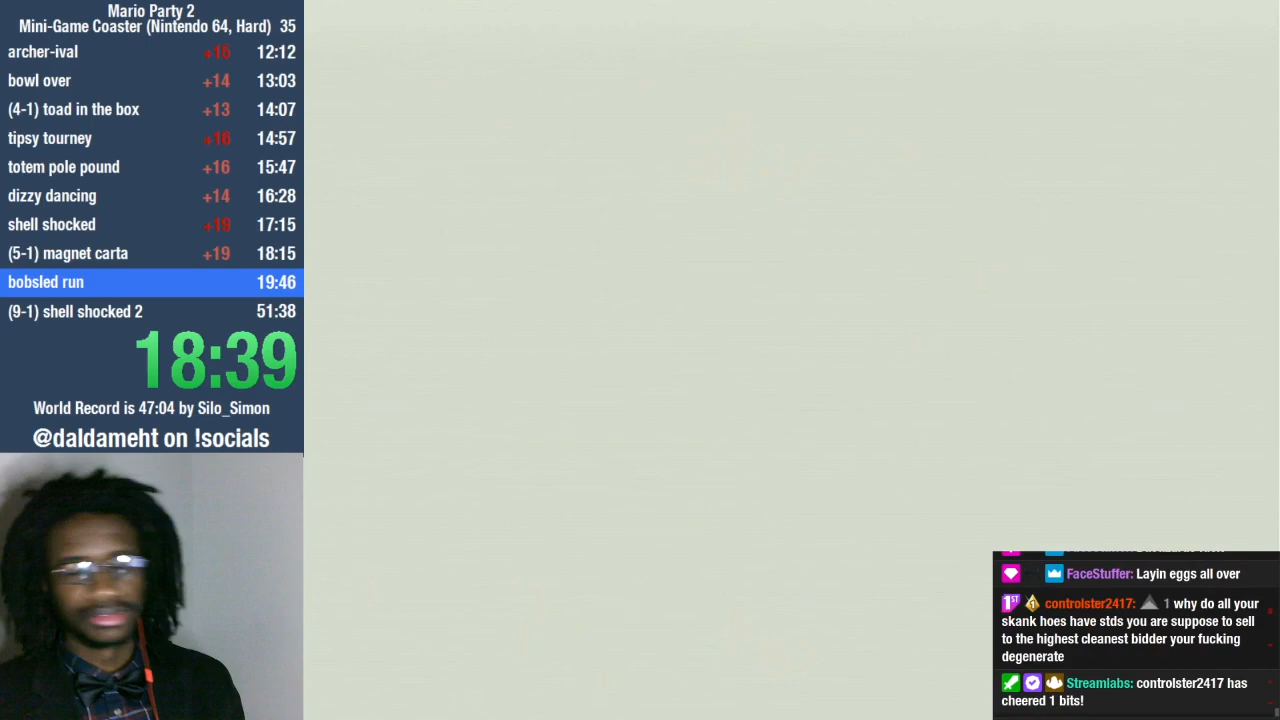 Mario Party 2
Mini-Game Coaster (Nintendo 64, Hard) 35
archer-ival +15 12:12
bowl over +14 13:03
(4-1) toad in the box +13 14:07
tipsy tourney +16 14:57
totem pole pound +16 15:47
dizzy dancing +14 16:28
shell shocked +19 17:15
(5-1) magnet carta +19 18:15
bobsled run 19:46
(9-1) shell shocked 2 51:38
18:39
World Record is 47:04 by Silo_Simon
@daldameht on !socials
FaceStuffer: Layin eggs all over
1ST 1 controlster2417: 1 why do all your
skank hoes have stds you are suppose to sell
to the highest cleanest bidder your fucking
degenerate
Streamlabs: controlster2417 has
cheered 1 bits!